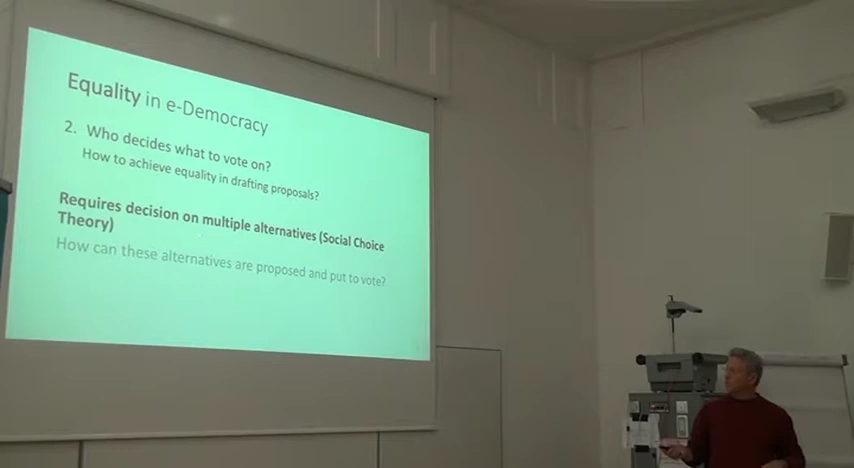 Equality in e-Democracy
2. Who decides what to vote on?
How to achieve equality in drafting proposals?
Requires decision on multiple alternatives (Social Choice
Theory)
How can these alternatives are proposed and put to vote?